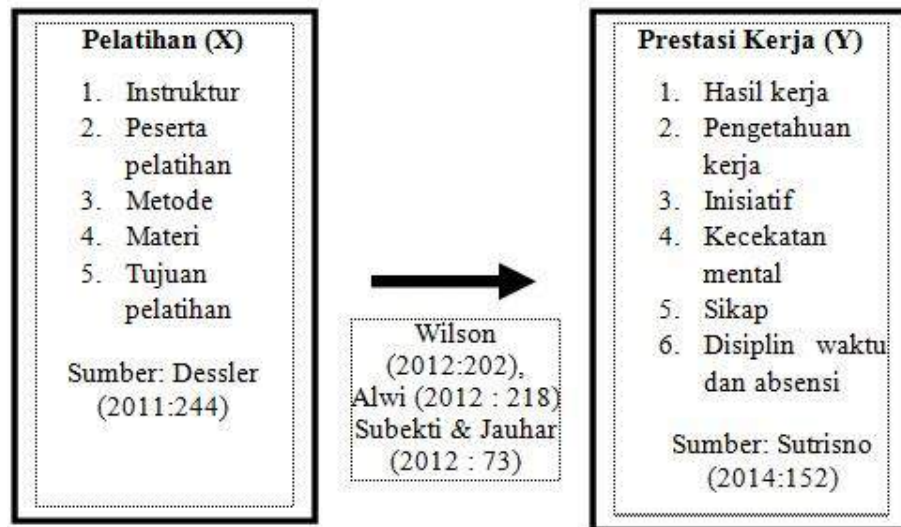 Pelatihan (X)
1. Instruktur
2. Peserta
pelatihan
3. Metode
4. Materi
5. Tujuan
pelatihan
Sumber: Dessler
(2011:244)
Wilson
(2012:202),
Alwi (2012 : 218)
Subekti & Jauhar
(2012 : 73)
Prestasi Kerja (Y)
1. Hasil kerja
2. Pengetahuan
kerja
3. Inisiatif
4. Kecekatan
mental
5. Sikap
6. Disiplin waktu
dan absensi
Sumber: Sutrisno
(2014:152)